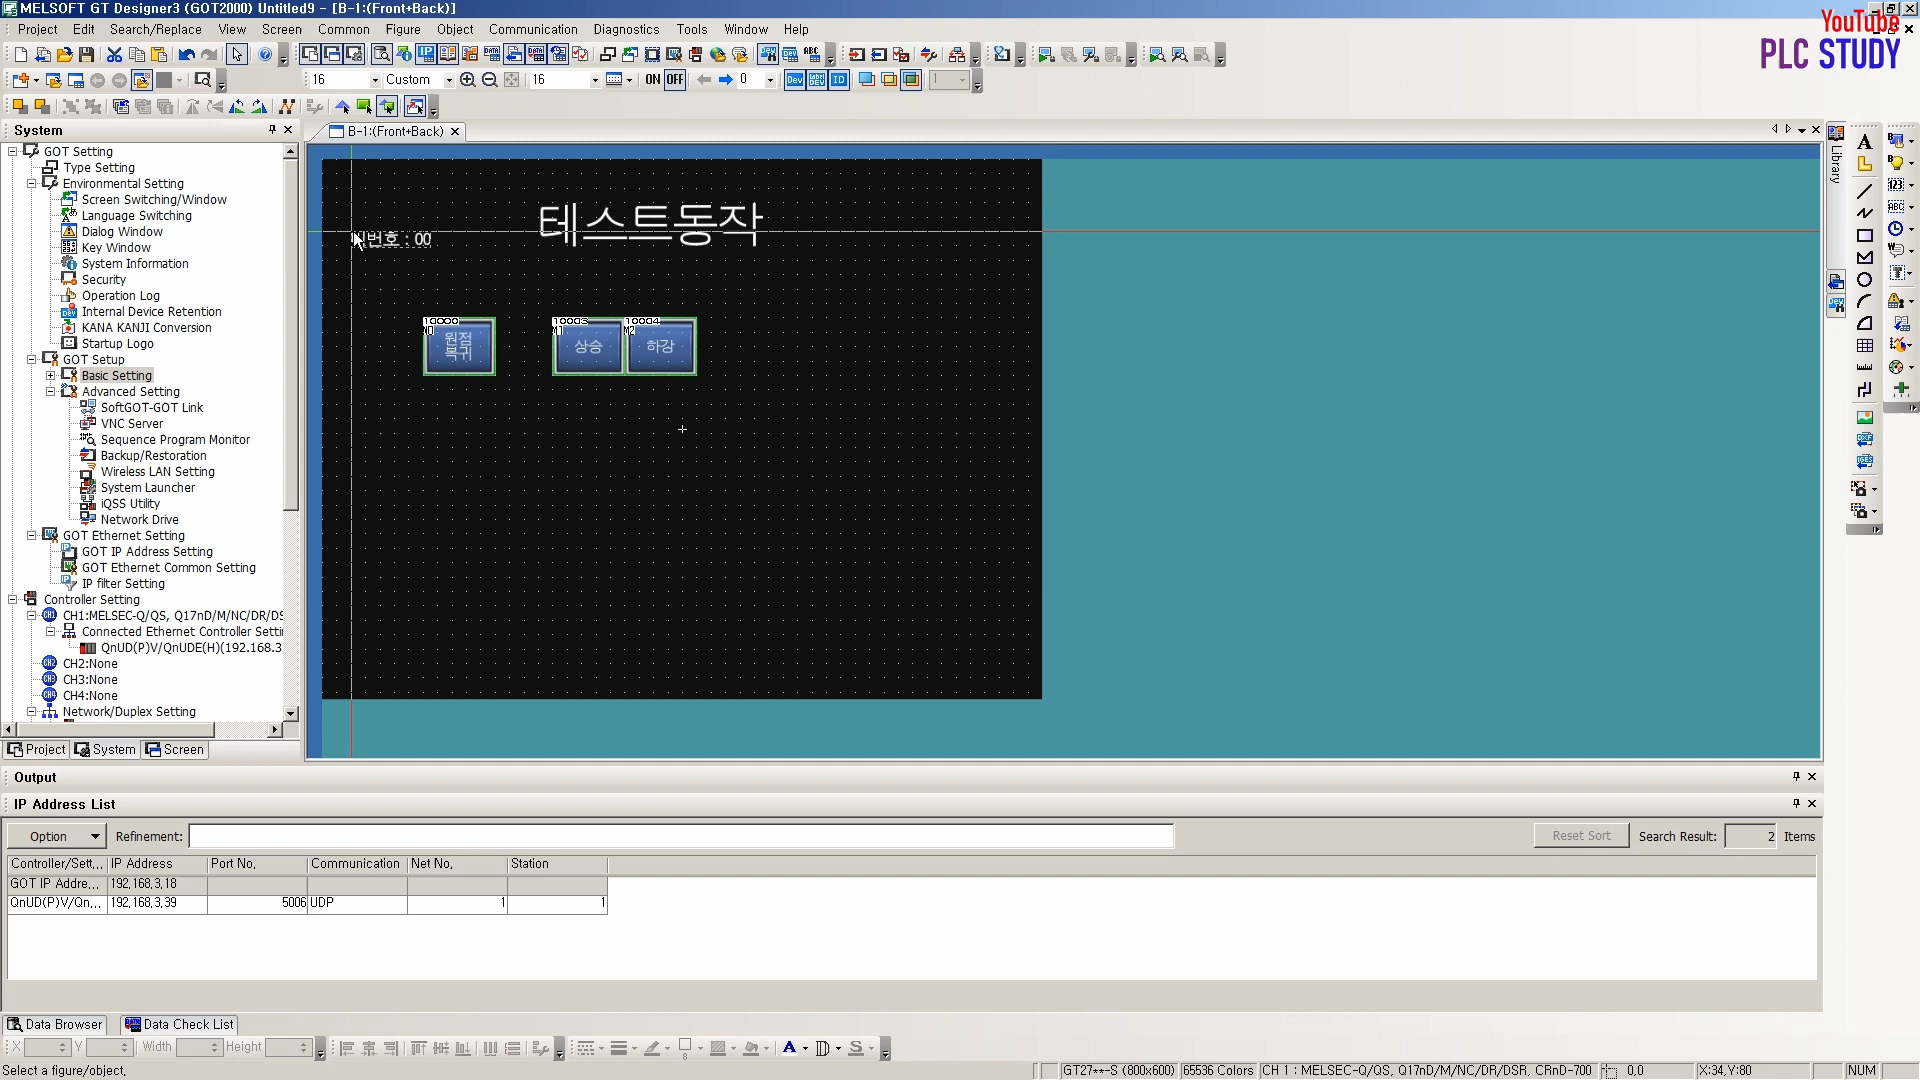 MELSOFT GT Designer3 (GOT2000) Untitled9 - [B-1:(Front+Back)]
YouTube
PLC STUDY
Project Edit Search/Replace View Screen Common Figure Object Communication Diagnostics Tools Window Help
16 Custom 16 ON OFF 0 Dev ID 1
System
B-1:(Front+Back)
Library
GOT Setting
Type Setting
Environmental Setting
Screen Switching/Window
Language Switching
Dialog Window
Key Window
System Information
Security
Operation Log
Internal Device Retention
KANA KANJI Conversion
Startup Logo
GOT Setup
Basic Setting
Advanced Setting
SoftGOT-GOT Link
VNC Server
Sequence Program Monitor
Backup/Restoration
Wireless LAN Setting
System Launcher
iQSS Utility
Network Drive
GOT Ethernet Setting
GOT IP Address Setting
GOT Ethernet Common Setting
IP filter Setting
Controller Setting
CH1:MELSEC-Q/QS, Q17nD/M/NC/DR/DS
Connected Ethernet Controller Setti
QnUD(P)V/QnUDE(H)(192.168.3
CH2:None
CH3:None
CH4:None
Network/Duplex Setting
테스트동작
번호 : 00
10000 10003 10004
M0 M1 M2
원점
복귀
상승
하강
Project System Screen
Output
IP Address List
Option Refinement: Reset Sort Search Result: 2 Items
Controller/Sett... IP Address Port No. Communication Net No. Station
GOT IP Addre... 192.168.3.18
QnUD(P)V/Qn... 192.168.3.39 5006 UDP 1 1
Data Browser Data Check List
X Y Width Height
Select a figure/object. GT27**-S (800x600) 65536 Colors CH 1 : MELSEC-Q/QS, Q17nD/M/NC/DR/DSR, CRnD-700 0,0 X:34,Y:80 NUM